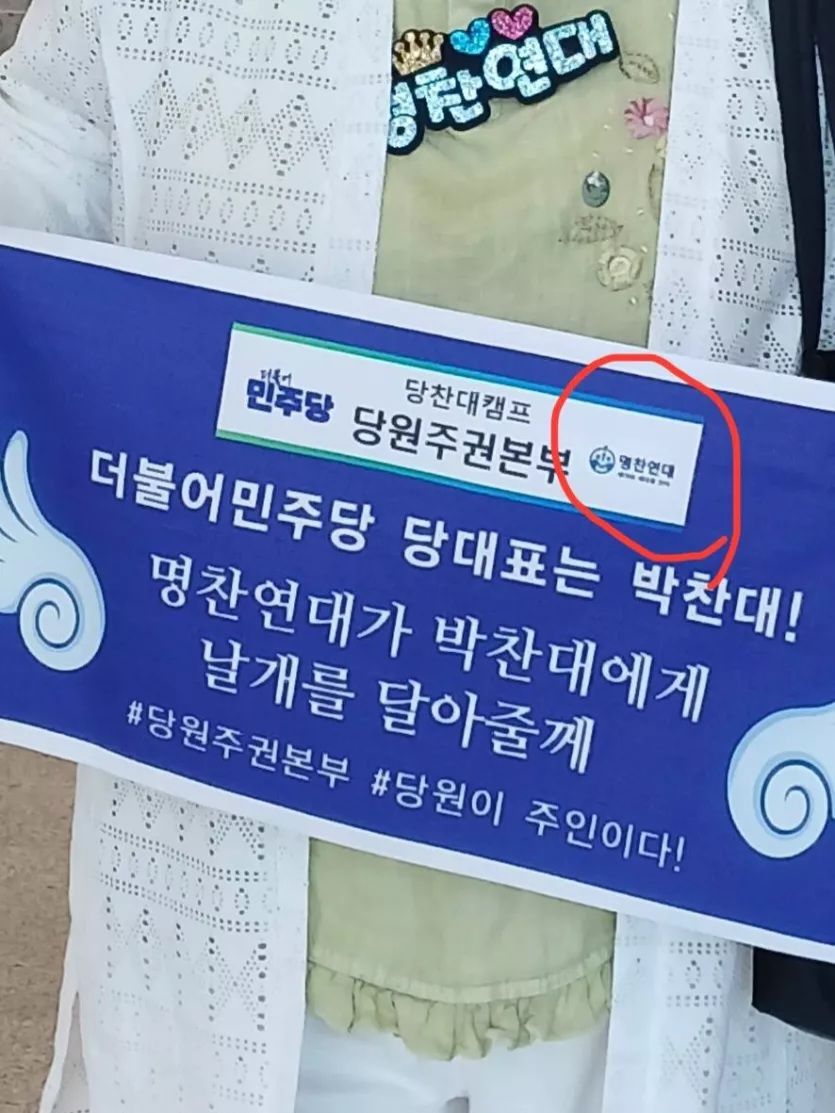 명찬연대
더불어
민주당
당찬대캠프
당원주권본부
명찬연대
더불어민주당 당대표는 박찬대!
명찬연대가 박찬대에게
날개를 달아줄께
#당원주권본부 #당원이 주인이다!